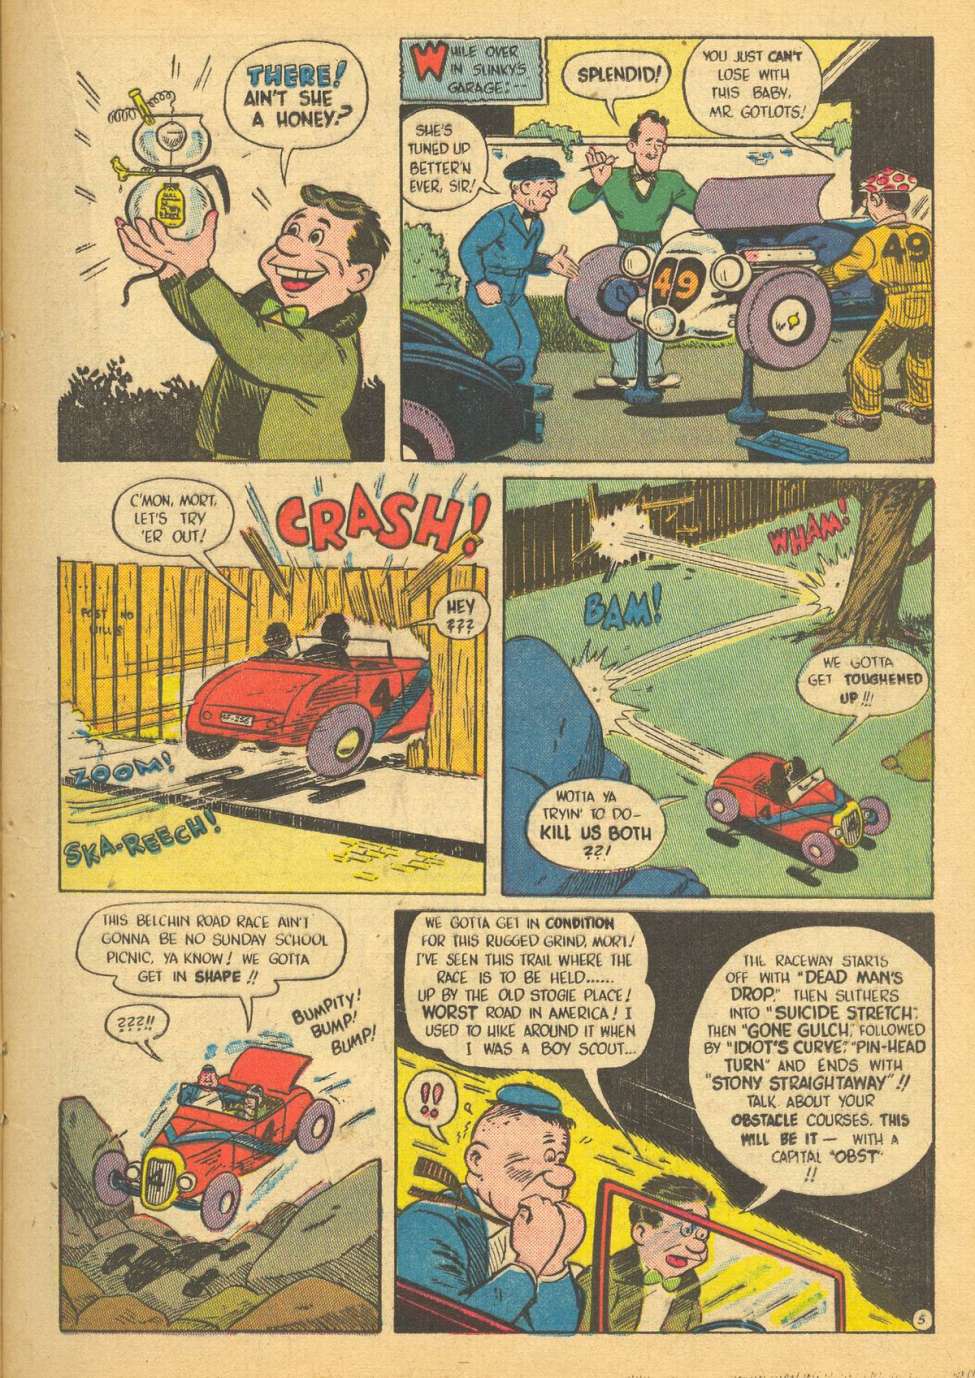 THERE!
AIN'T SHE
A HONEY?
WHILE OVER
IN SLINKY'S
GARAGE:--
SPLENDID!
YOU JUST CAN'T
LOSE WITH
THIS BABY,
MR. GOTLOTS!
SHE'S
TUNED UP
BETTER'N
EVER, SIR!
49
49
C'MON, MORT,
LET'S TRY
'ER OUT!
CRASH!
HEY
???
POST NO
BILLS
4
ZOOM!
SKA-REECH!
WHAM!
BAM!
WE GOTTA
GET TOUGHENED
UP!!!
WOTTA YA
TRYIN' TO DO-
KILL US BOTH
??!
4
THIS BELCHIN ROAD RACE AIN'T
GONNA BE NO SUNDAY SCHOOL
PICNIC, YA KNOW! WE GOTTA
GET IN SHAPE!!
???!!
BUMPITY!
BUMP!
BUMP!
4
WE GOTTA GET IN CONDITION
FOR THIS RUGGED GRIND, MORT!
I'VE SEEN THIS TRAIL WHERE THE
RACE IS TO BE HELD......
UP BY THE OLD STOGIE PLACE!
WORST ROAD IN AMERICA! I
USED TO HIKE AROUND IT WHEN
I WAS A BOY SCOUT...
!!
THE RACEWAY STARTS
OFF WITH "DEAD MAN'S
DROP," THEN SLITHERS
INTO "SUICIDE STRETCH",
THEN "GONE GULCH," FOLLOWED
BY "IDIOT'S CURVE," "PIN-HEAD
TURN" AND ENDS WITH
"STONY STRAIGHTAWAY"!!
TALK ABOUT YOUR
OBSTACLE COURSES, THIS
WILL BE IT — WITH A
CAPITAL "OBST"
!!
5